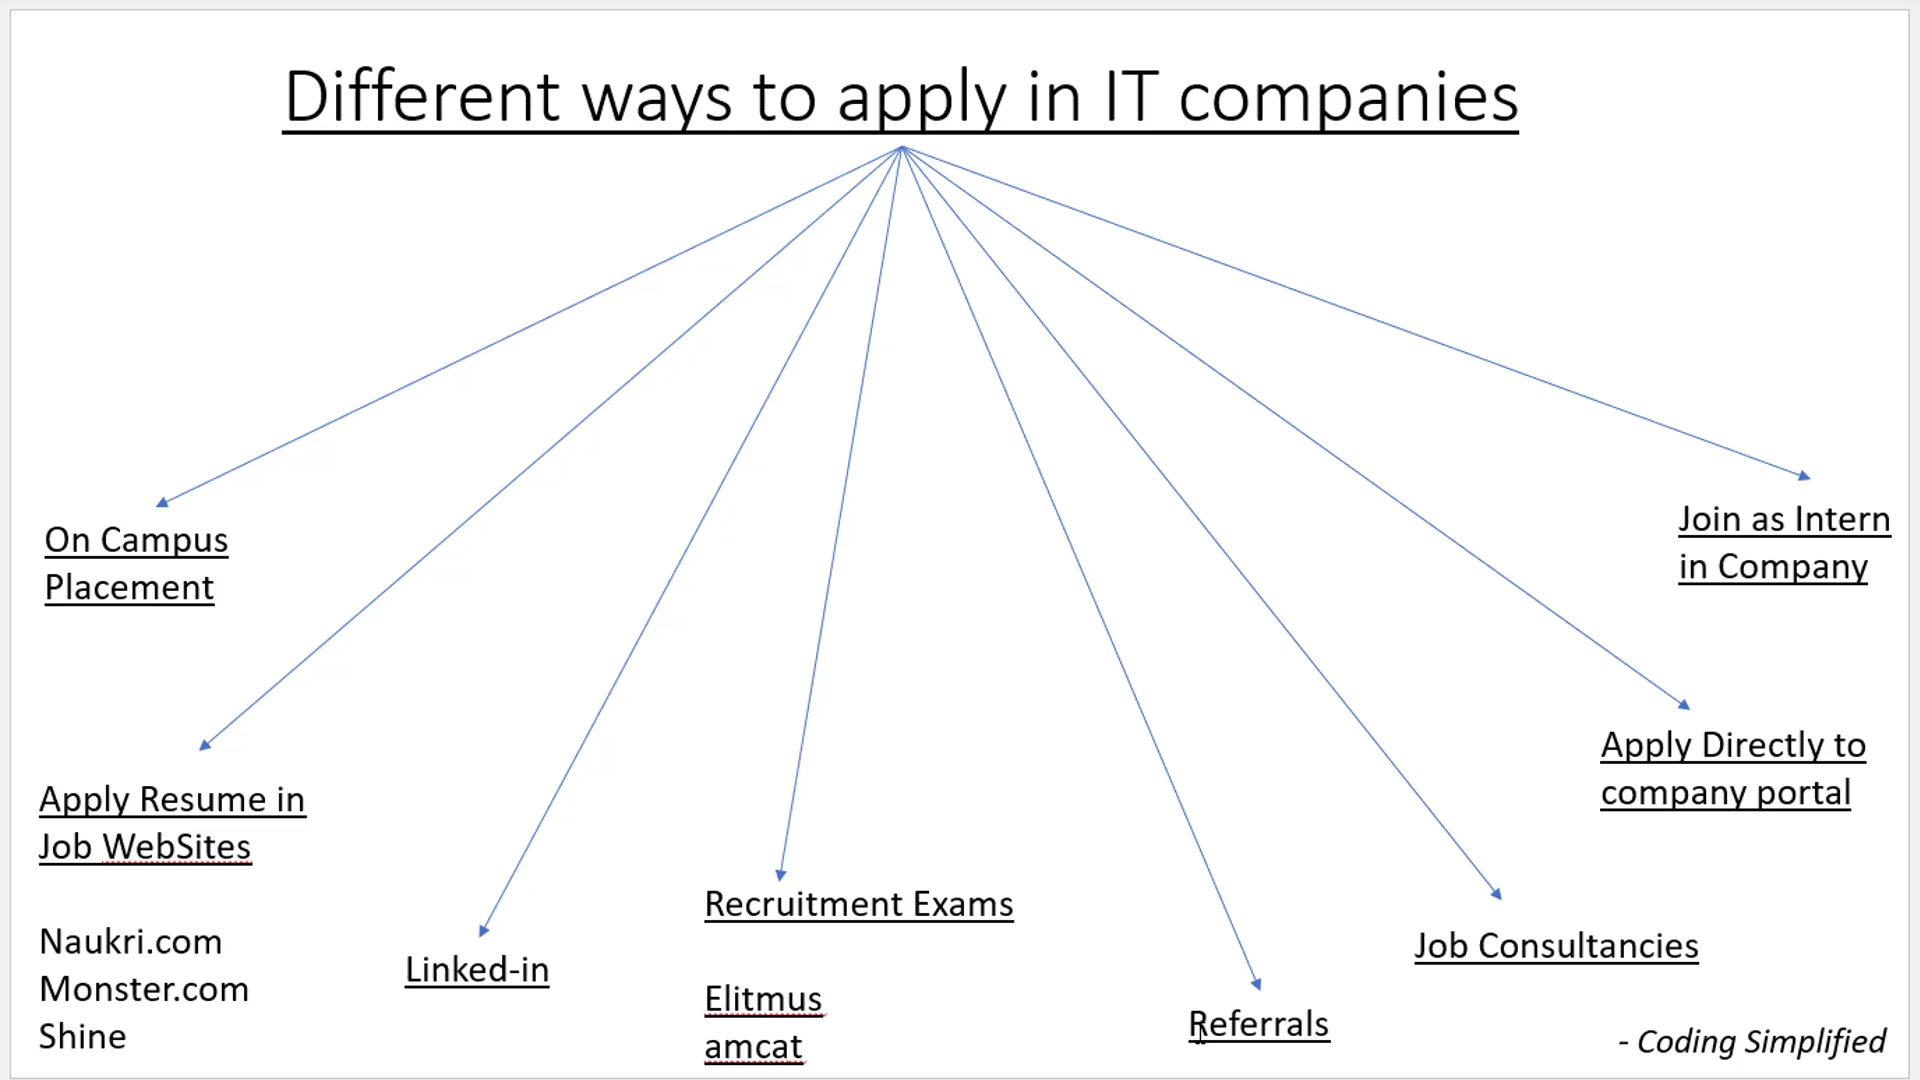 Different ways to apply in IT companies
On Campus
Placement
Join as Intern
in Company
Apply Resume in
Job WebSites
Naukri.com
Monster.com
Shine
Linked-in
Recruitment Exams
Elitmus
amcat
Referrals
Job Consultancies
Apply Directly to
company portal
- Coding Simplified